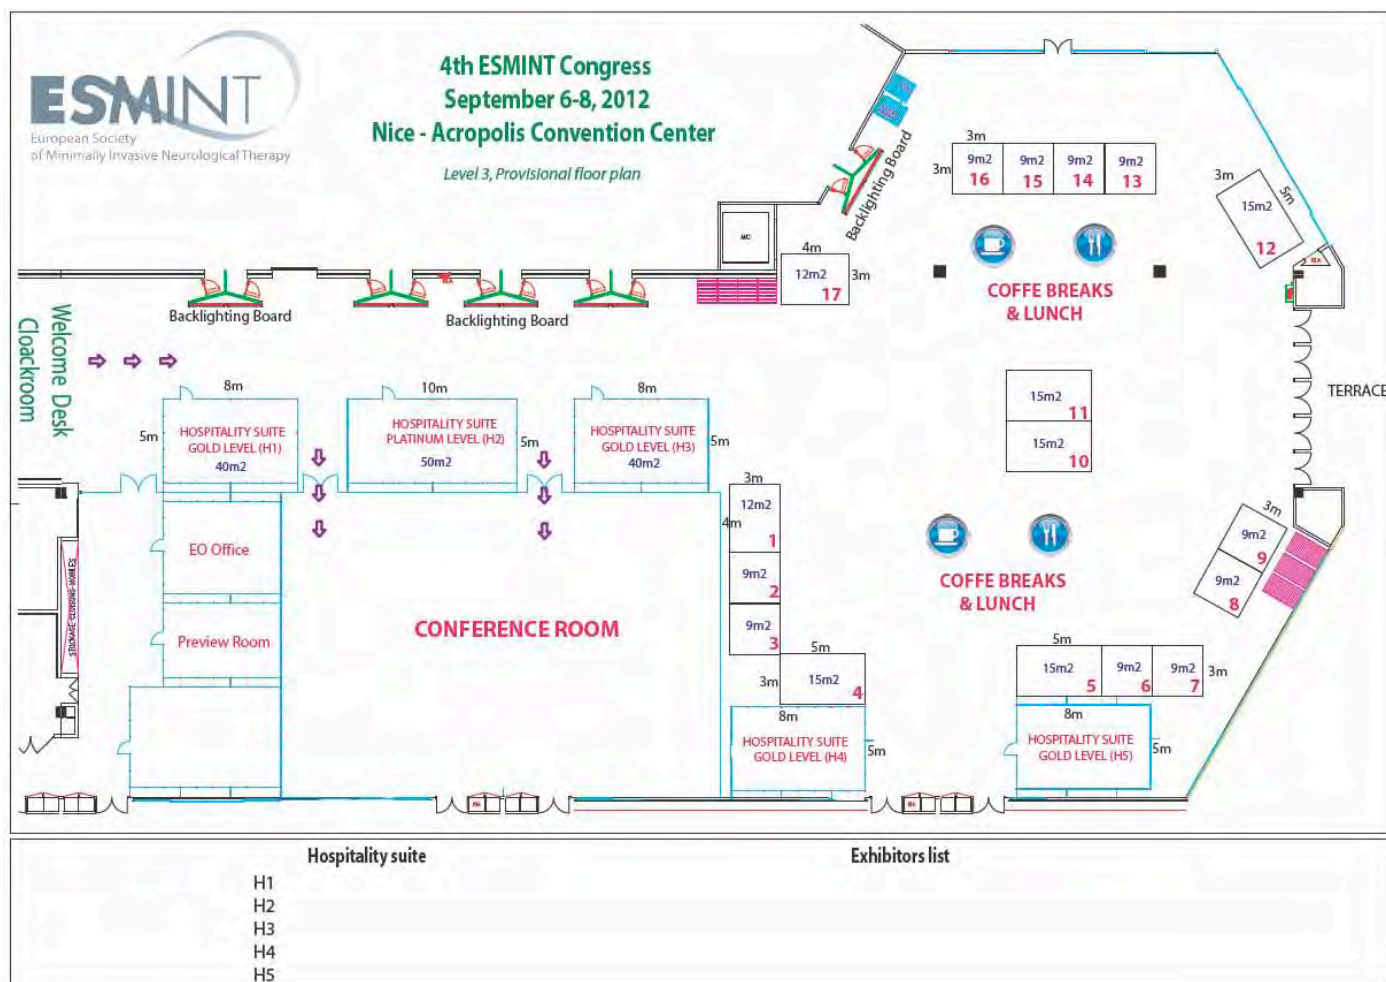 ESMINT
European Society
of Minimally Invasive Neurological Therapy
4th ESMINT Congress
September 6-8, 2012
Nice - Acropolis Convention Center
Level 3, Provisional floor plan
Backlighting Board
3m
3m
9m2
16
9m2
15
9m2
14
9m2
13
3m
5m
15m2
12
MC
4m
12m2
3m
17
COFFE BREAKS
& LUNCH
Welcome Desk
Cloackroom
Backlighting Board
Backlighting Board
TERRACE
8m
5m
HOSPITALITY SUITE
GOLD LEVEL (H1)
40m2
10m
HOSPITALITY SUITE
PLATINUM LEVEL (H2)
50m2
5m
8m
HOSPITALITY SUITE
GOLD LEVEL (H3)
40m2
5m
15m2
11
15m2
10
3m
12m2
4m
1
9m2
2
9m2
3
5m
3m
15m2
4
COFFE BREAKS
& LUNCH
3m
9m2
9
9m2
8
EO Office
Preview Room
CONFERENCE ROOM
5m
15m2
5
9m2
6
9m2
7
3m
8m
HOSPITALITY SUITE
GOLD LEVEL (H4)
5m
8m
HOSPITALITY SUITE
GOLD LEVEL (H5)
5m
Hospitality suite
Exhibitors list
H1
H2
H3
H4
H5